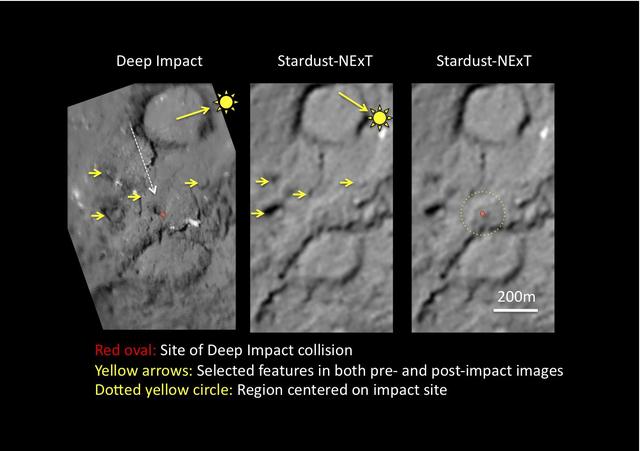 Deep Impact
Stardust-NExT
Stardust-NExT
200m
Red oval: Site of Deep Impact collision
Yellow arrows: Selected features in both pre- and post-impact images
Dotted yellow circle: Region centered on impact site